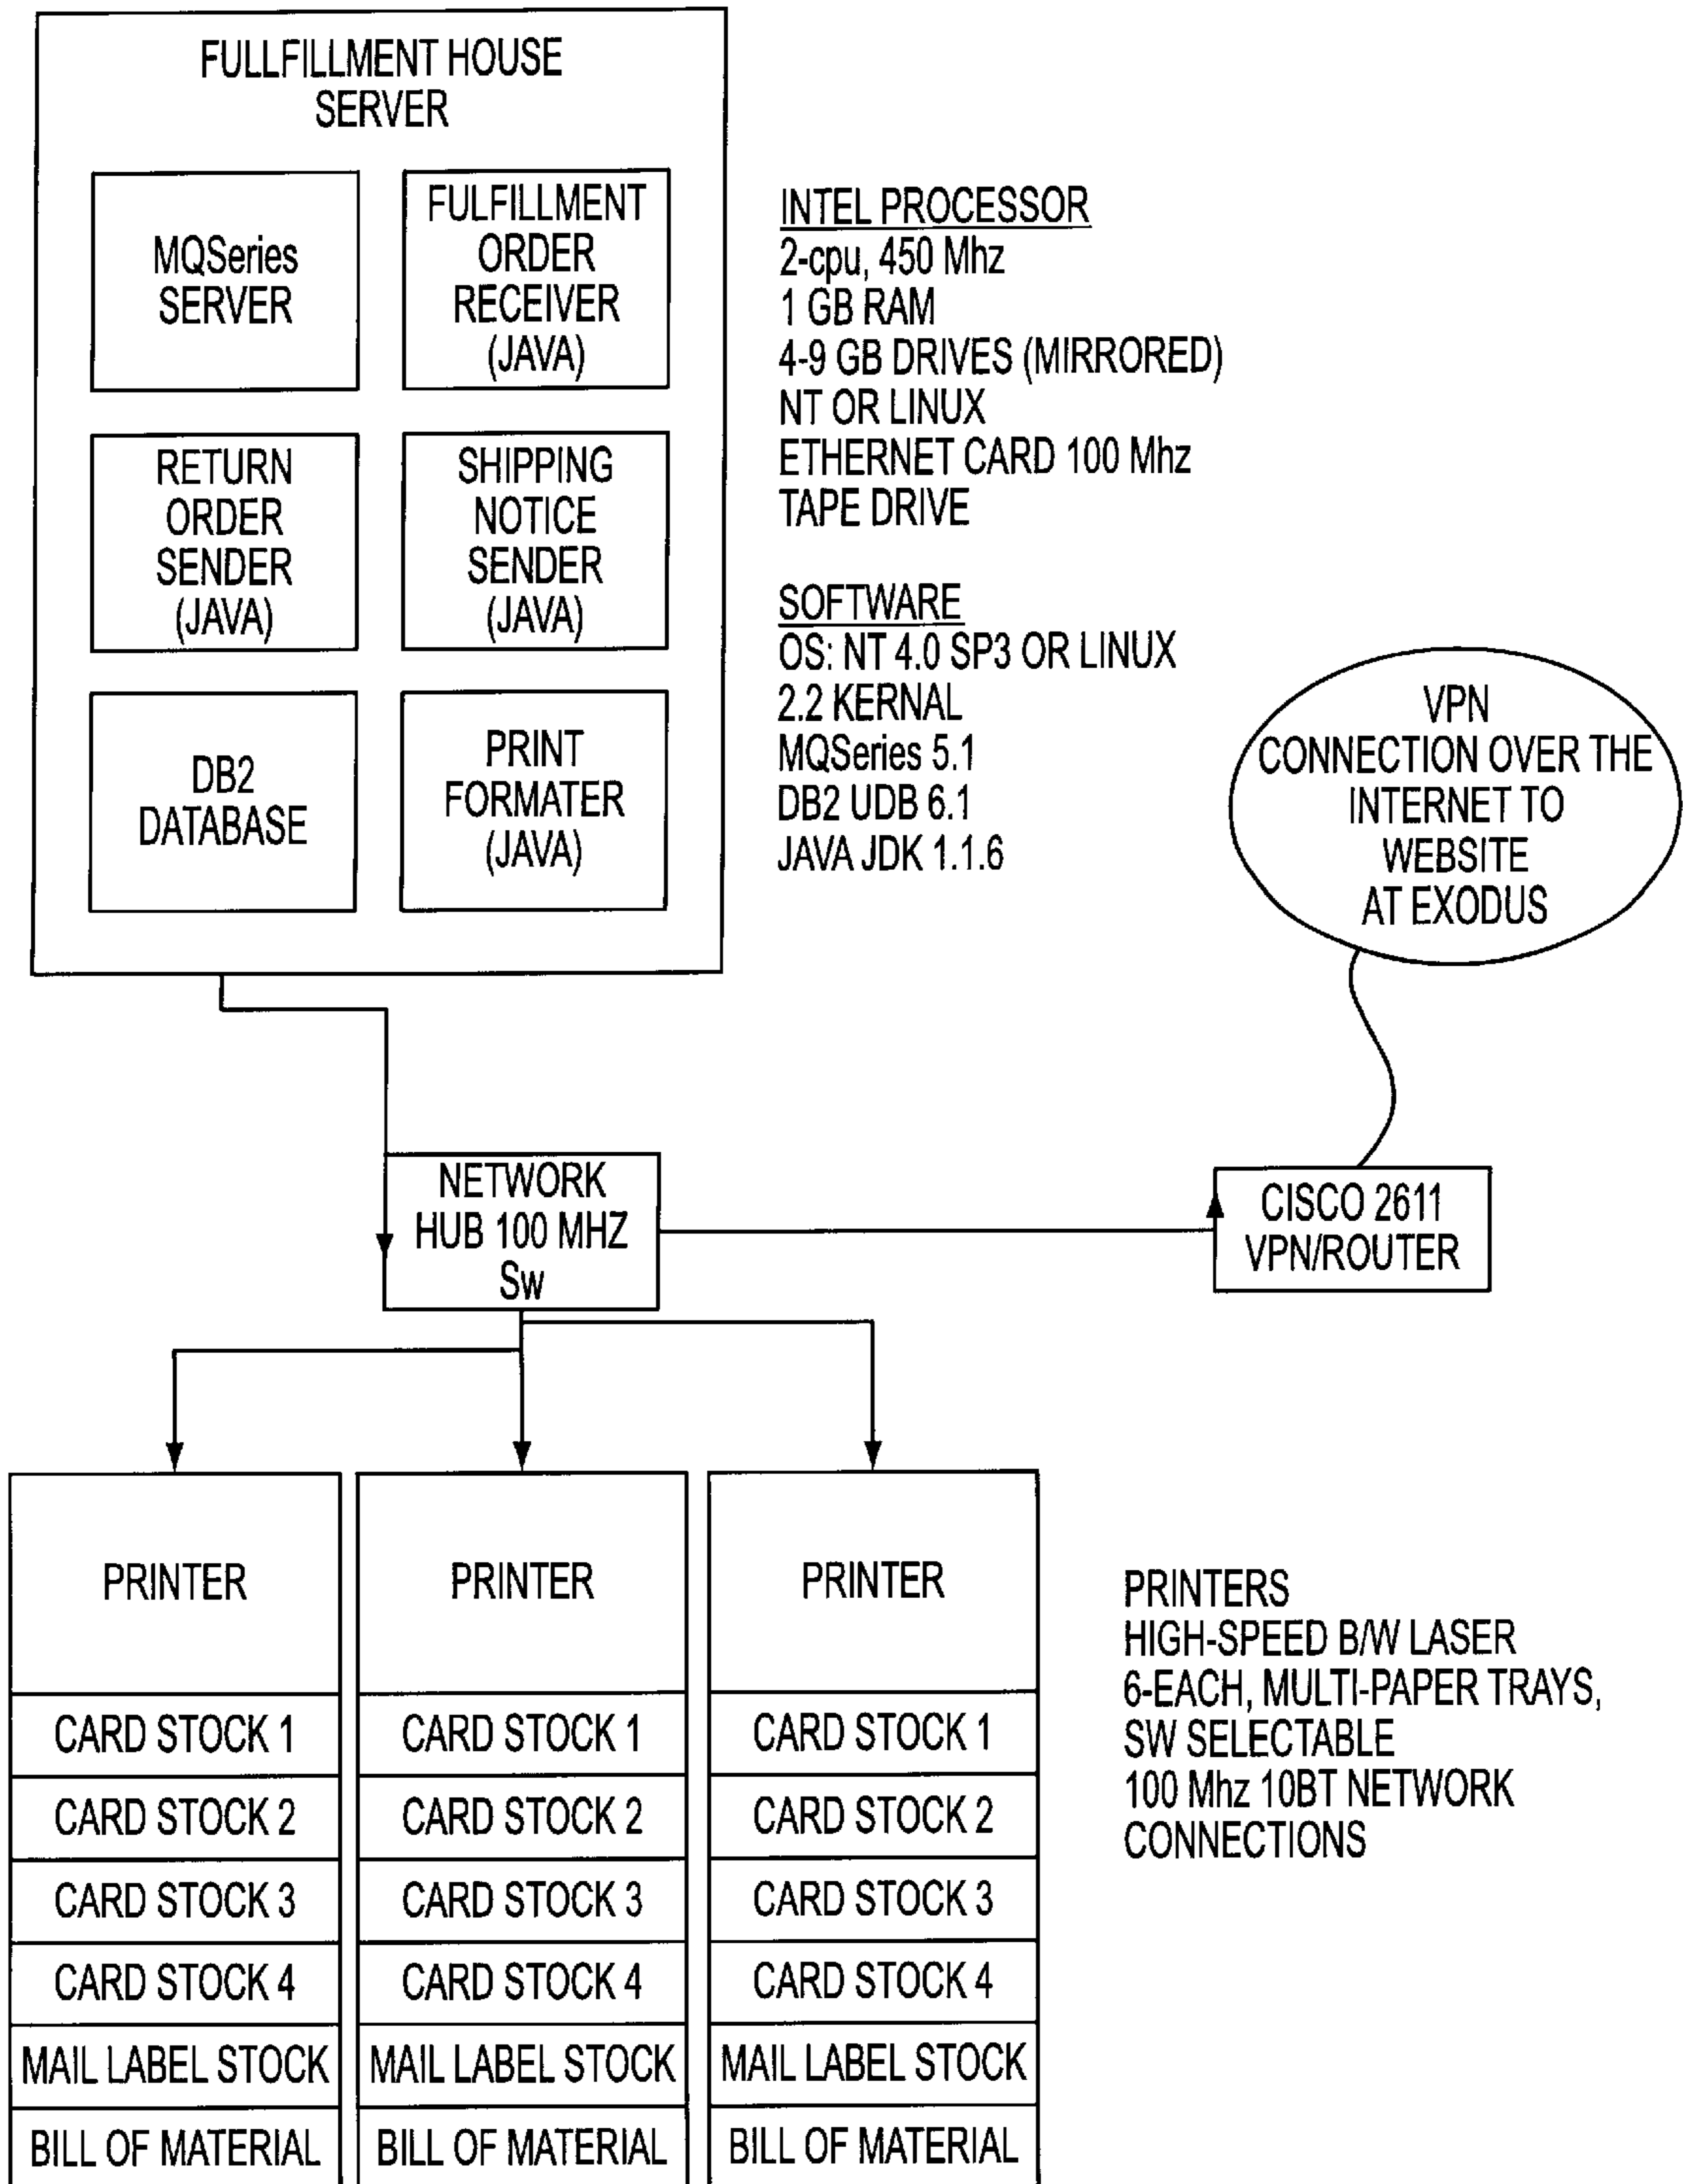 FULLFILLMENT HOUSE
SERVER
MQSeries
SERVER
FULFILLMENT
ORDER
RECEIVER
(JAVA)
RETURN
ORDER
SENDER
(JAVA)
SHIPPING
NOTICE
SENDER
(JAVA)
DB2
DATABASE
PRINT
FORMATER
(JAVA)
INTEL PROCESSOR
2-cpu, 450 Mhz
1 GB RAM
4-9 GB DRIVES (MIRRORED)
NT OR LINUX
ETHERNET CARD 100 Mhz
TAPE DRIVE
SOFTWARE
OS: NT 4.0 SP3 OR LINUX
2.2 KERNAL
MQSeries 5.1
DB2 UDB 6.1
JAVA JDK 1.1.6
VPN
CONNECTION OVER THE
INTERNET TO
WEBSITE
AT EXODUS
NETWORK
HUB 100 MHZ
Sw
CISCO 2611
VPN/ROUTER
PRINTER
CARD STOCK 1
CARD STOCK 2
CARD STOCK 3
CARD STOCK 4
MAIL LABEL STOCK
BILL OF MATERIAL
PRINTER
CARD STOCK 1
CARD STOCK 2
CARD STOCK 3
CARD STOCK 4
MAIL LABEL STOCK
BILL OF MATERIAL
PRINTER
CARD STOCK 1
CARD STOCK 2
CARD STOCK 3
CARD STOCK 4
MAIL LABEL STOCK
BILL OF MATERIAL
PRINTERS
HIGH-SPEED B/W LASER
6-EACH, MULTI-PAPER TRAYS,
SW SELECTABLE
100 Mhz 10BT NETWORK
CONNECTIONS